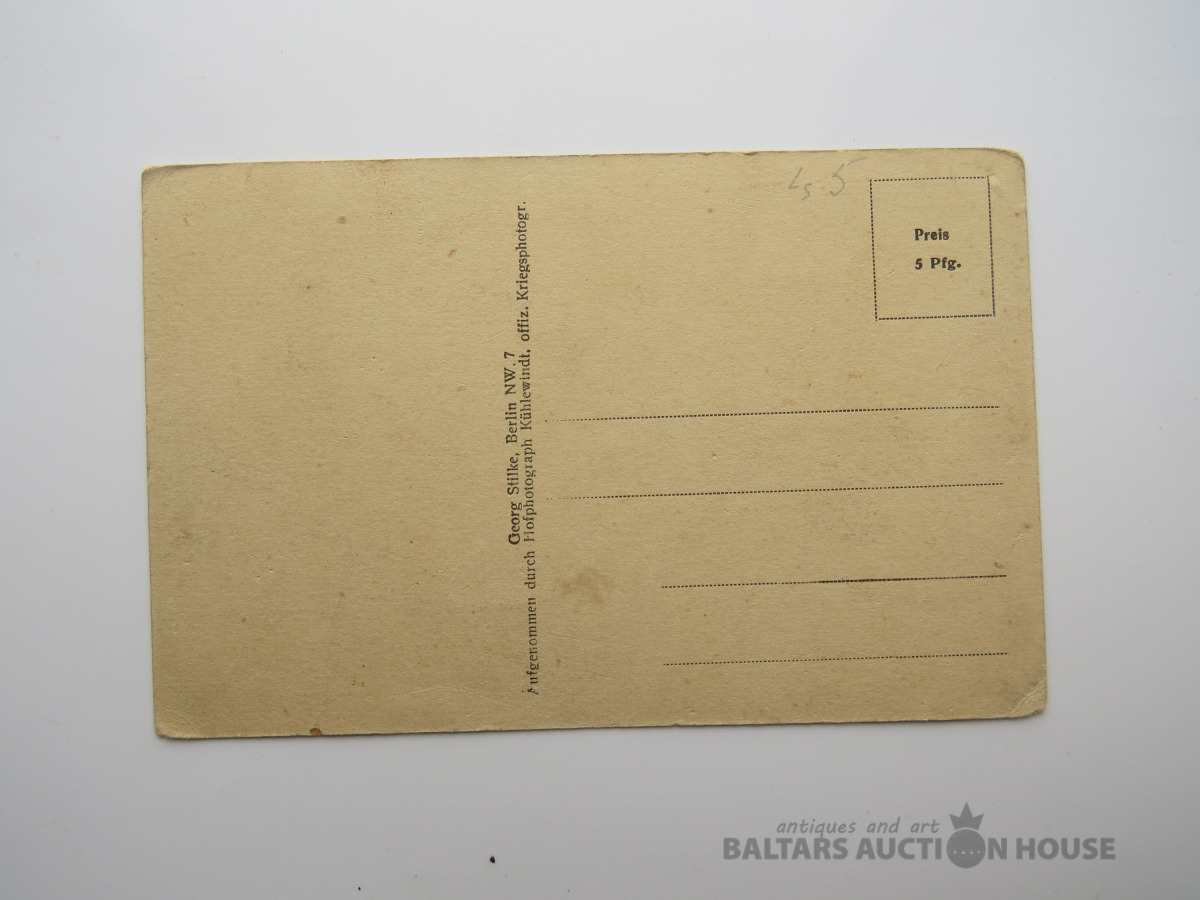 Georg Stilke, Berlin NW. 7
Aufgenommen durch Hofphotograph Kühlewindt, offiz. Kriegsphotogr.
Preis
5 Pfg.
antiques and art
BALTARS AUCTION HOUSE